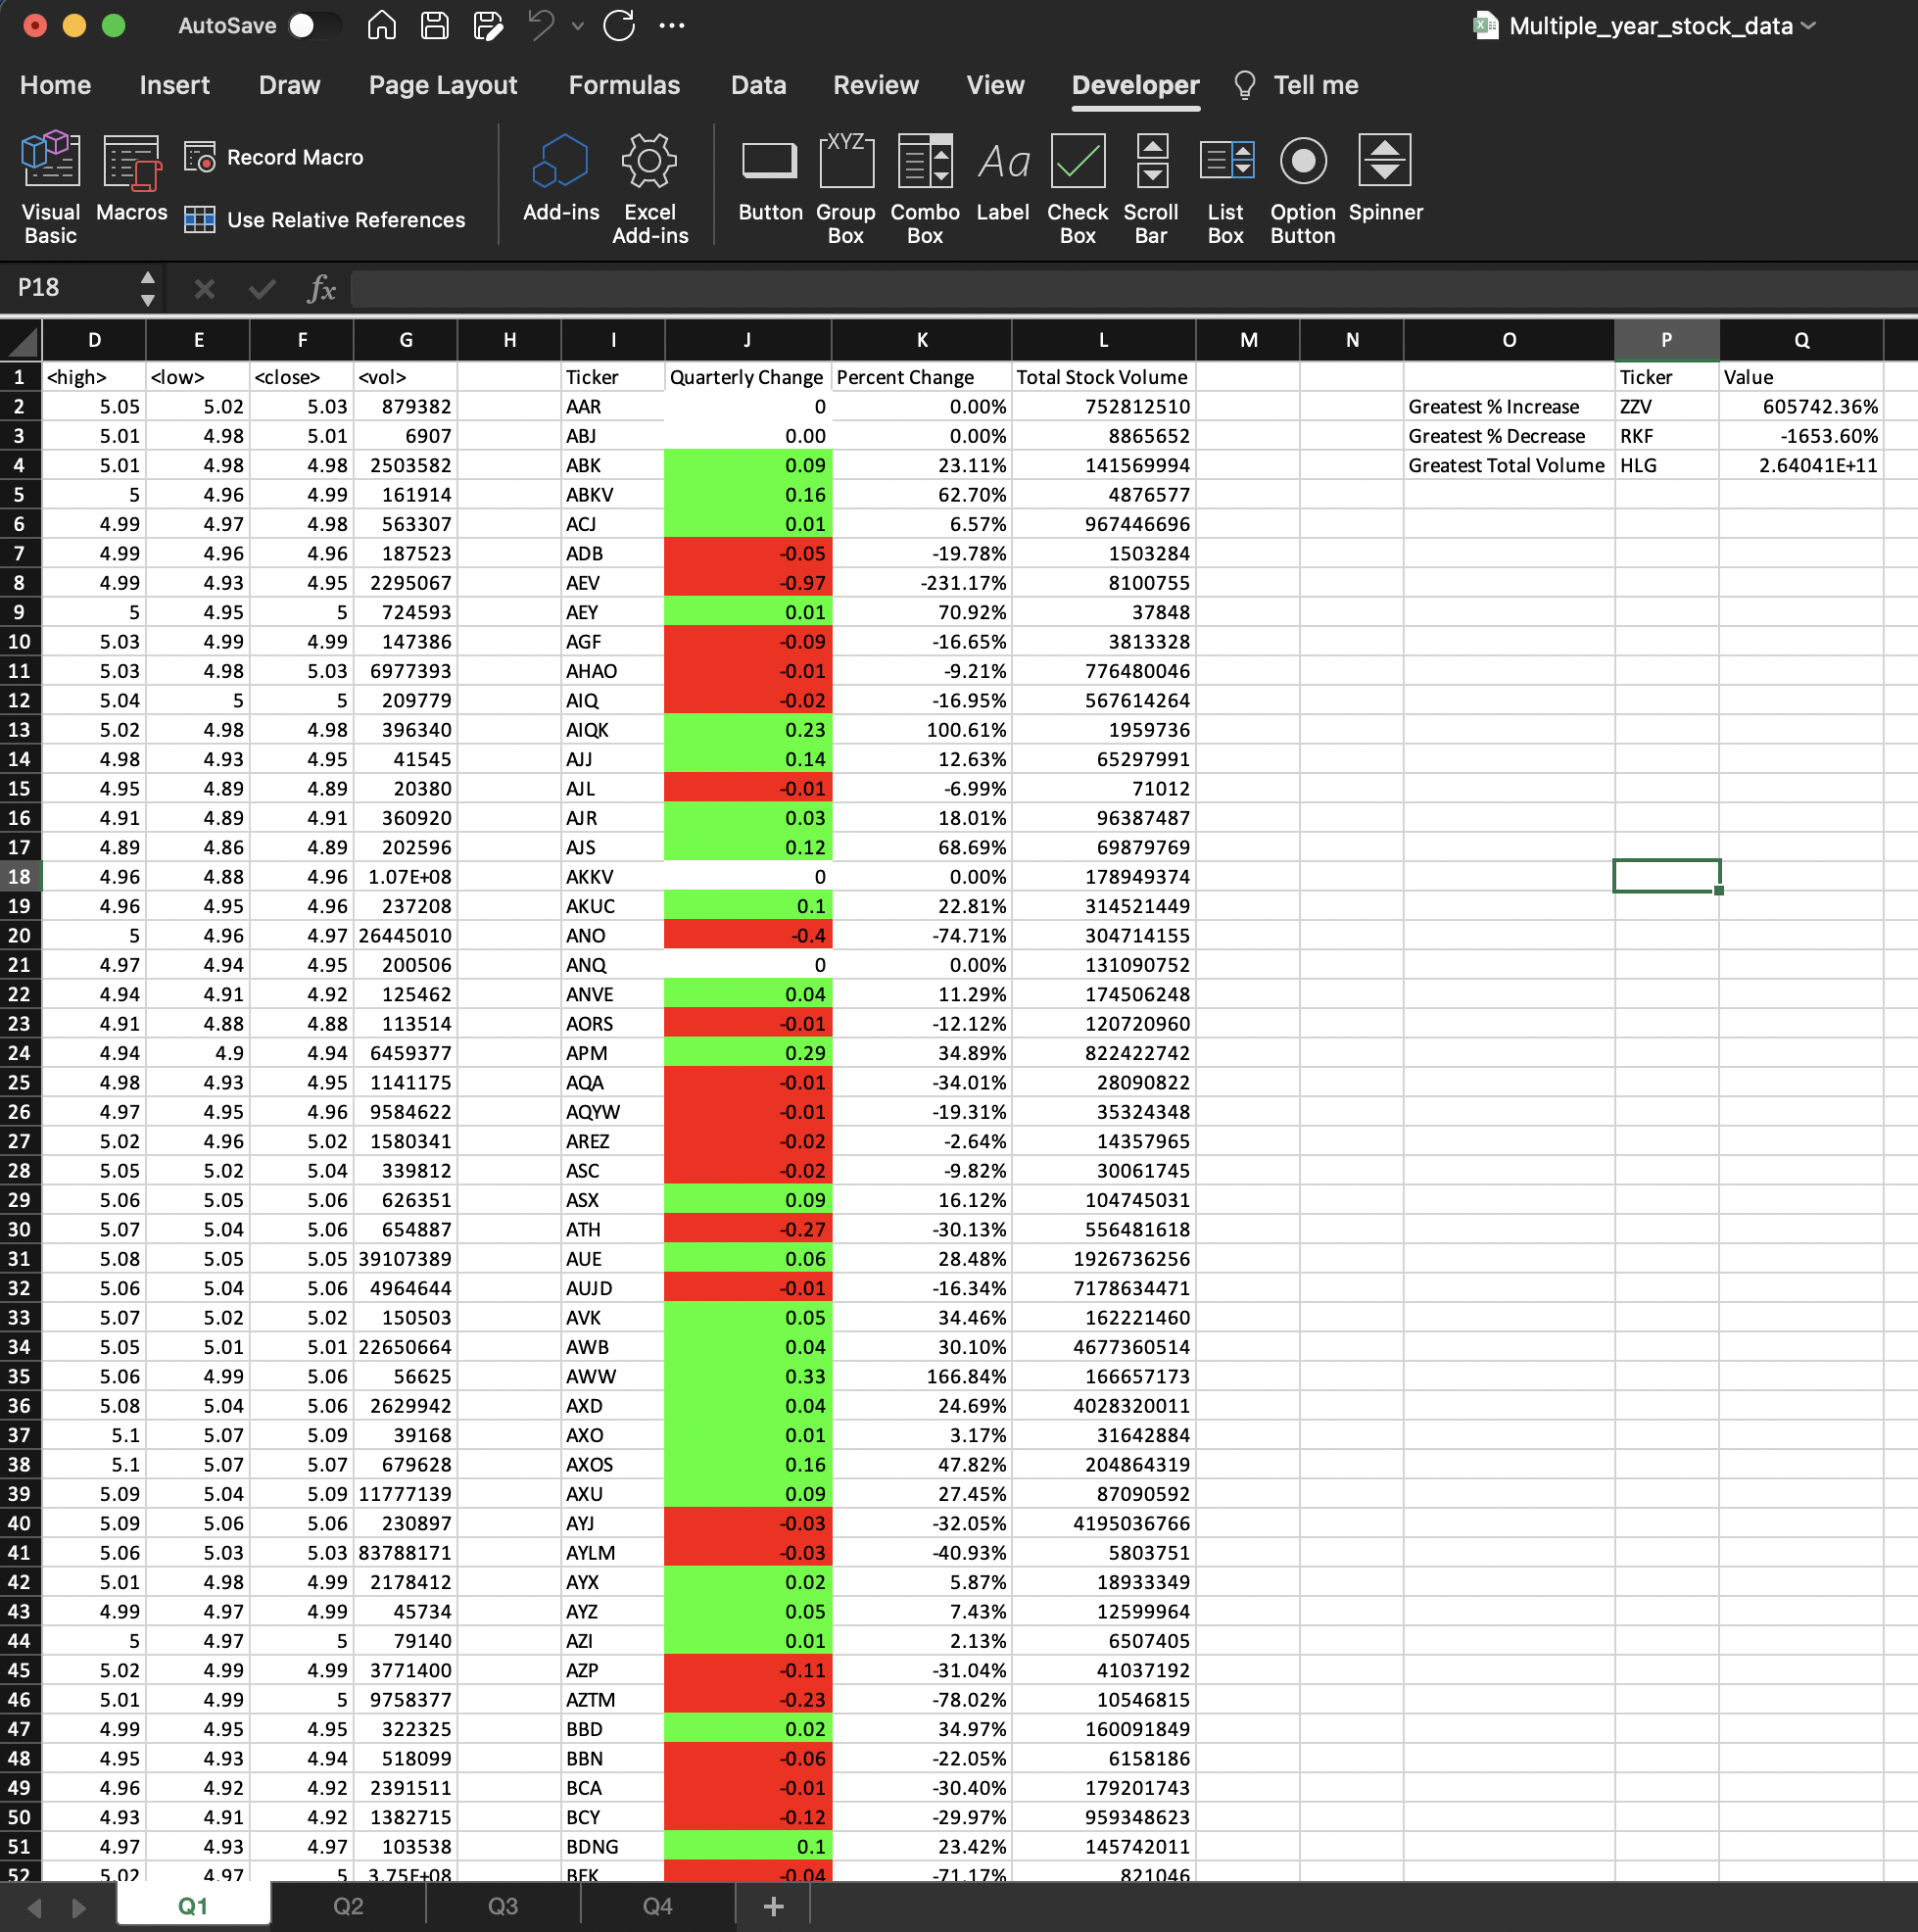 AutoSave
Multiple_year_stock_data
Home Insert Draw Page Layout Formulas Data Review View Developer Tell me
Visual Basic
Macros
Record Macro
Use Relative References
Add-ins
Excel Add-ins
Button
XYZ
Group Box
Combo Box
Aa
Label
Check Box
Scroll Bar
List Box
Option Button
Spinner
P18 fx
D E F G H I J K L M N O P Q
1 <high> <low> <close> <vol> Ticker Quarterly Change Percent Change Total Stock Volume Ticker Value
2 5.05 5.02 5.03 879382 AAR 0 0.00% 752812510 Greatest % Increase ZZV 605742.36%
3 5.01 4.98 5.01 6907 ABJ 0.00 0.00% 8865652 Greatest % Decrease RKF -1653.60%
4 5.01 4.98 4.98 2503582 ABK 0.09 23.11% 141569994 Greatest Total Volume HLG 2.64041E+11
5 5 4.96 4.99 161914 ABKV 0.16 62.70% 4876577
6 4.99 4.97 4.98 563307 ACJ 0.01 6.57% 967446696
7 4.99 4.96 4.96 187523 ADB -0.05 -19.78% 1503284
8 4.99 4.93 4.95 2295067 AEV -0.97 -231.17% 8100755
9 5 4.95 5 724593 AEY 0.01 70.92% 37848
10 5.03 4.99 4.99 147386 AGF -0.09 -16.65% 3813328
11 5.03 4.98 5.03 6977393 AHAO -0.01 -9.21% 776480046
12 5.04 5 5 209779 AIQ -0.02 -16.95% 567614264
13 5.02 4.98 4.98 396340 AIQK 0.23 100.61% 1959736
14 4.98 4.93 4.95 41545 AJJ 0.14 12.63% 65297991
15 4.95 4.89 4.89 20380 AJL -0.01 -6.99% 71012
16 4.91 4.89 4.91 360920 AJR 0.03 18.01% 96387487
17 4.89 4.86 4.89 202596 AJS 0.12 68.69% 69879769
18 4.96 4.88 4.96 1.07E+08 AKKV 0 0.00% 178949374
19 4.96 4.95 4.96 237208 AKUC 0.1 22.81% 314521449
20 5 4.96 4.97 26445010 ANO -0.4 -74.71% 304714155
21 4.97 4.94 4.95 200506 ANQ 0 0.00% 131090752
22 4.94 4.91 4.92 125462 ANVE 0.04 11.29% 174506248
23 4.91 4.88 4.88 113514 AORS -0.01 -12.12% 120720960
24 4.94 4.9 4.94 6459377 APM 0.29 34.89% 822422742
25 4.98 4.93 4.95 1141175 AQA -0.01 -34.01% 28090822
26 4.97 4.95 4.96 9584622 AQYW -0.01 -19.31% 35324348
27 5.02 4.96 5.02 1580341 AREZ -0.02 -2.64% 14357965
28 5.05 5.02 5.04 339812 ASC -0.02 -9.82% 30061745
29 5.06 5.05 5.06 626351 ASX 0.09 16.12% 104745031
30 5.07 5.04 5.06 654887 ATH -0.27 -30.13% 556481618
31 5.08 5.05 5.05 39107389 AUE 0.06 28.48% 1926736256
32 5.06 5.04 5.06 4964644 AUJD -0.01 -16.34% 7178634471
33 5.07 5.02 5.02 150503 AVK 0.05 34.46% 162221460
34 5.05 5.01 5.01 22650664 AWB 0.04 30.10% 4677360514
35 5.06 4.99 5.06 56625 AWW 0.33 166.84% 166657173
36 5.08 5.04 5.06 2629942 AXD 0.04 24.69% 4028320011
37 5.1 5.07 5.09 39168 AXO 0.01 3.17% 31642884
38 5.1 5.07 5.07 679628 AXOS 0.16 47.82% 204864319
39 5.09 5.04 5.09 11777139 AXU 0.09 27.45% 87090592
40 5.09 5.06 5.06 230897 AYJ -0.03 -32.05% 4195036766
41 5.06 5.03 5.03 83788171 AYLM -0.03 -40.93% 5803751
42 5.01 4.98 4.99 2178412 AYX 0.02 5.87% 18933349
43 4.99 4.97 4.99 45734 AYZ 0.05 7.43% 12599964
44 5 4.97 5 79140 AZI 0.01 2.13% 6507405
45 5.02 4.99 4.99 3771400 AZP -0.11 -31.04% 41037192
46 5.01 4.99 5 9758377 AZTM -0.23 -78.02% 10546815
47 4.99 4.95 4.95 322325 BBD 0.02 34.97% 160091849
48 4.95 4.93 4.94 518099 BBN -0.06 -22.05% 6158186
49 4.96 4.92 4.92 2391511 BCA -0.01 -30.40% 179201743
50 4.93 4.91 4.92 1382715 BCY -0.12 -29.97% 959348623
51 4.97 4.93 4.97 103538 BDNG 0.1 23.42% 145742011
52 5.02 4.97 5 3.75E+08 BFK -0.04 -71.17% 821046
Q1 Q2 Q3 Q4